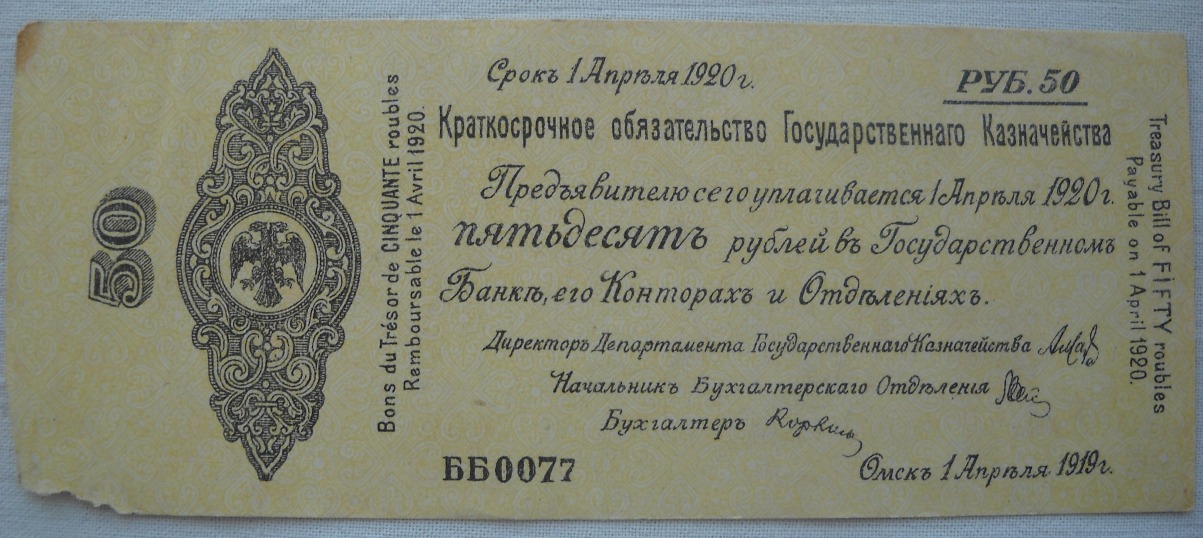 50
Bons du Trésor de CINQUANTE roubles
Remboursable le 1 Avril 1920.
Срокъ 1 Апрѣля 1920 г.
РУБ. 50
Краткосрочное обязательство Государственнаго Казначейства
Предъявителю сего уплачивается 1 Апрѣля 1920 г.
пятьдесятъ рублей въ Государственномъ
Банкѣ, его Конторахъ и Отдѣленіяхъ.
Директоръ Департамента Государственнаго Казначейства
Начальникъ Бухгалтерскаго Отдѣленія
Бухгалтеръ
ББ0077
Омскъ 1 Апрѣля 1919 г.
Treasury Bill of FiFTY roubles
Payable on 1 April 1920.